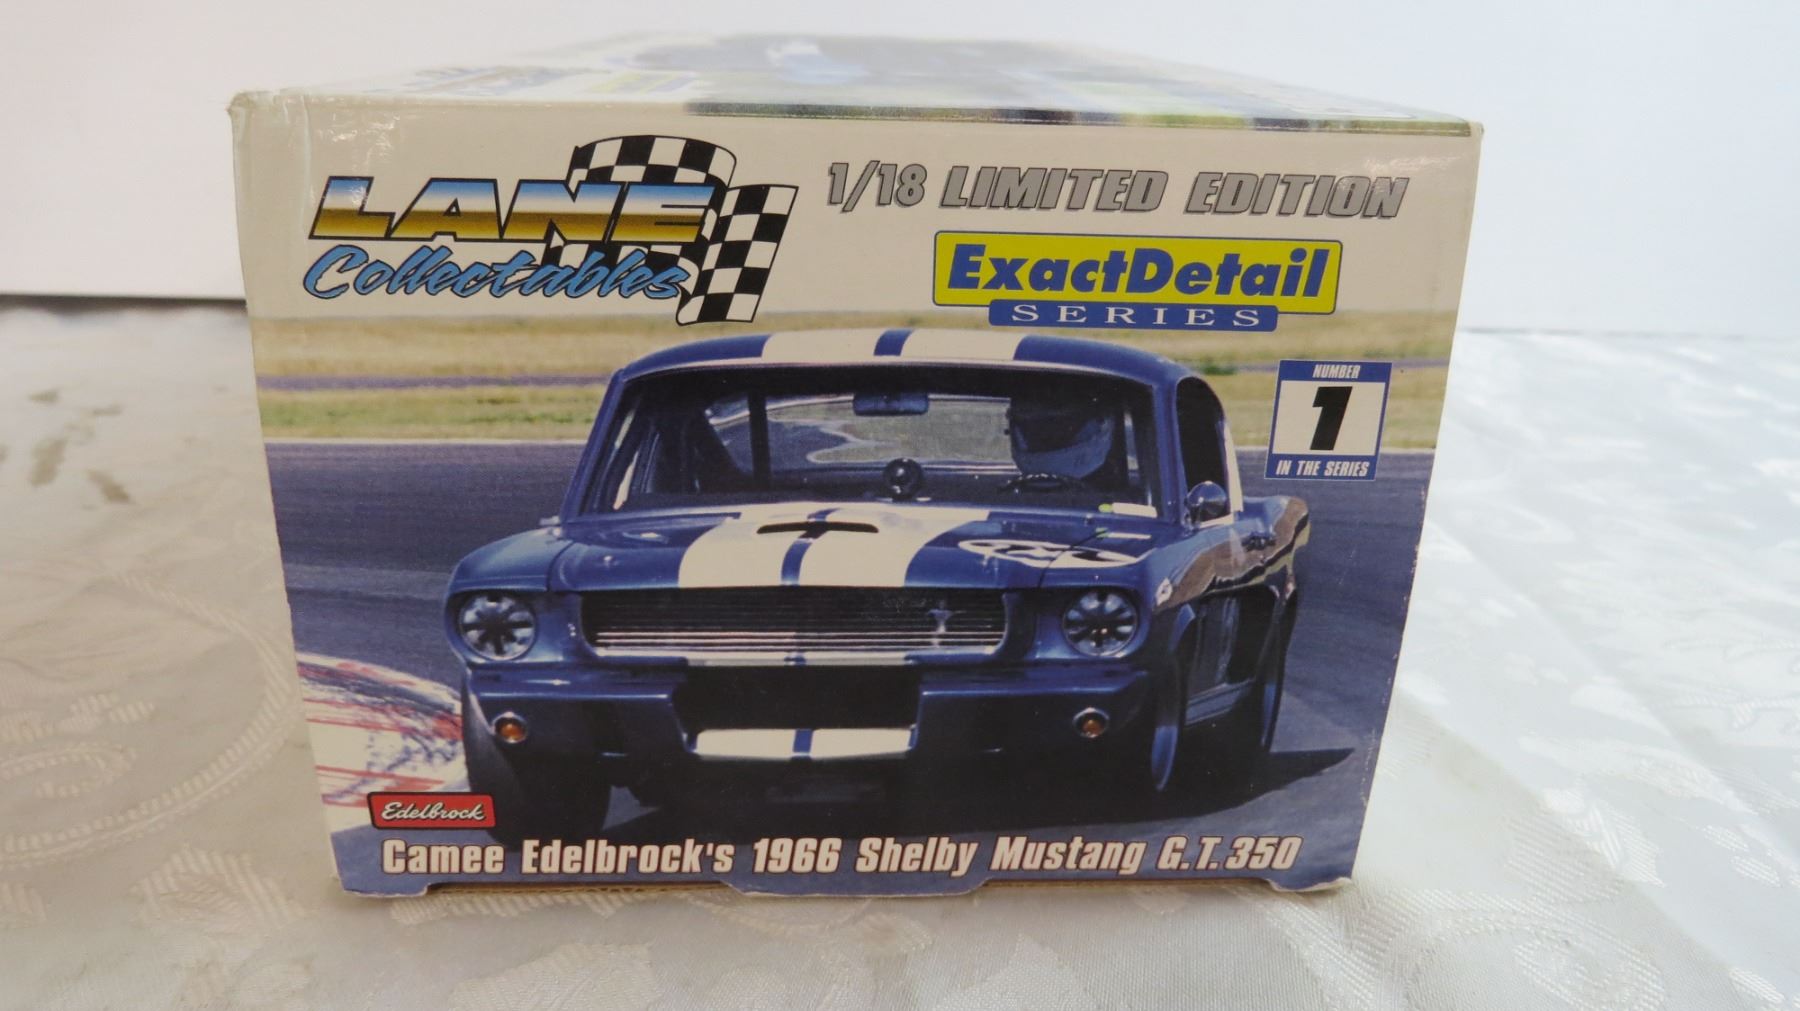 LANE
Collectables
1/18 LIMITED EDITION
ExactDetail
SERIES
NUMBER
1
IN THE SERIES
Edelbrock
Camee Edelbrock's 1966 Shelby Mustang G.T.350